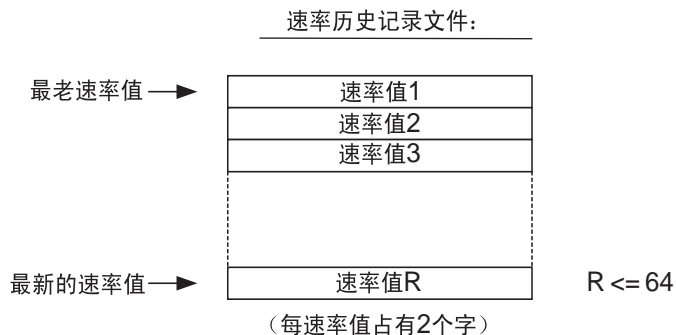 速率历史记录文件：
最老速率值
速率值1
速率值2
速率值3
最新的速率值
速率值R
R <= 64
（每速率值占有2个字）